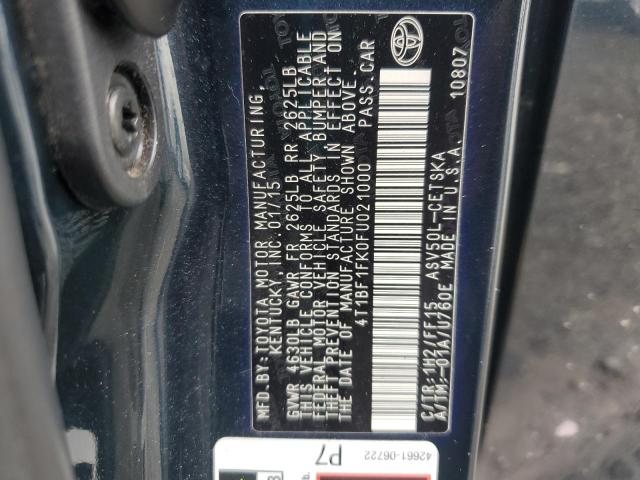 MFD. BY: TOYOTA MOTOR MANUFACTURING,
KENTUCKY, INC. 01/15
GVWR 4630LB GAWR FR 2625LB RR 2625LB
THIS VEHICLE CONFORMS TO ALL APPLICABLE
FEDERAL MOTOR VEHICLE SAFETY, BUMPER AND
THEFT PREVENTION STANDARDS IN EFFECT ON
THE DATE OF MANUFACTURE SHOWN ABOVE.
4T1BF1FK0FU021000 PASS. CAR
C/TR:1H2/FF15 ASV50L-CETSKA
A/TM:-01A/U760E MADE IN U.S.A.
10807
P7
42661-06722